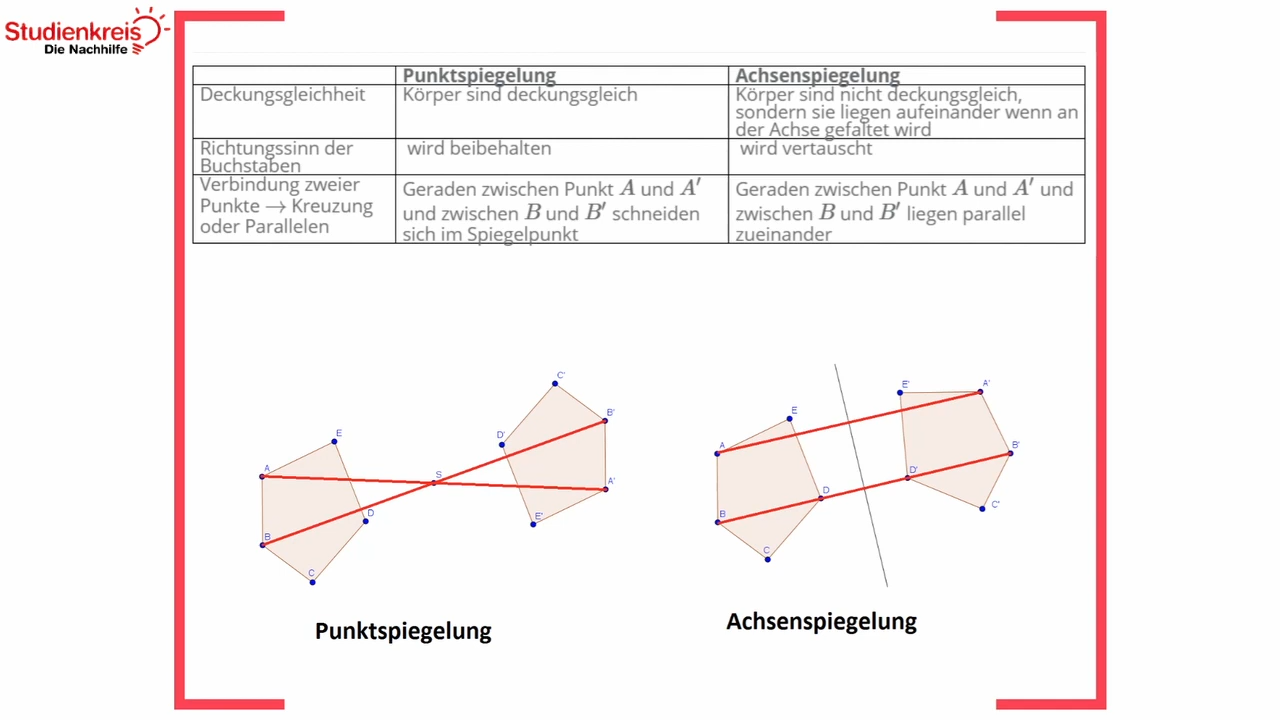 Studienkreis
Die Nachhilfe
Punktspiegelung
Achsenspiegelung
Deckungsgleichheit
Körper sind deckungsgleich
Körper sind nicht deckungsgleich,
sondern sie liegen aufeinander wenn an
der Achse gefaltet wird
Richtungssinn der
Buchstaben
wird beibehalten
wird vertauscht
Verbindung zweier
Punkte → Kreuzung
oder Parallelen
Geraden zwischen Punkt A und A′
und zwischen B und B′ schneiden
sich im Spiegelpunkt
Geraden zwischen Punkt A und A′ und
zwischen B und B′ liegen parallel
zueinander
C'
B'
D'
E
A
S
A'
D
E'
B
C
Punktspiegelung
E'
A'
E
A
B'
D'
D
C'
B
C
Achsenspiegelung